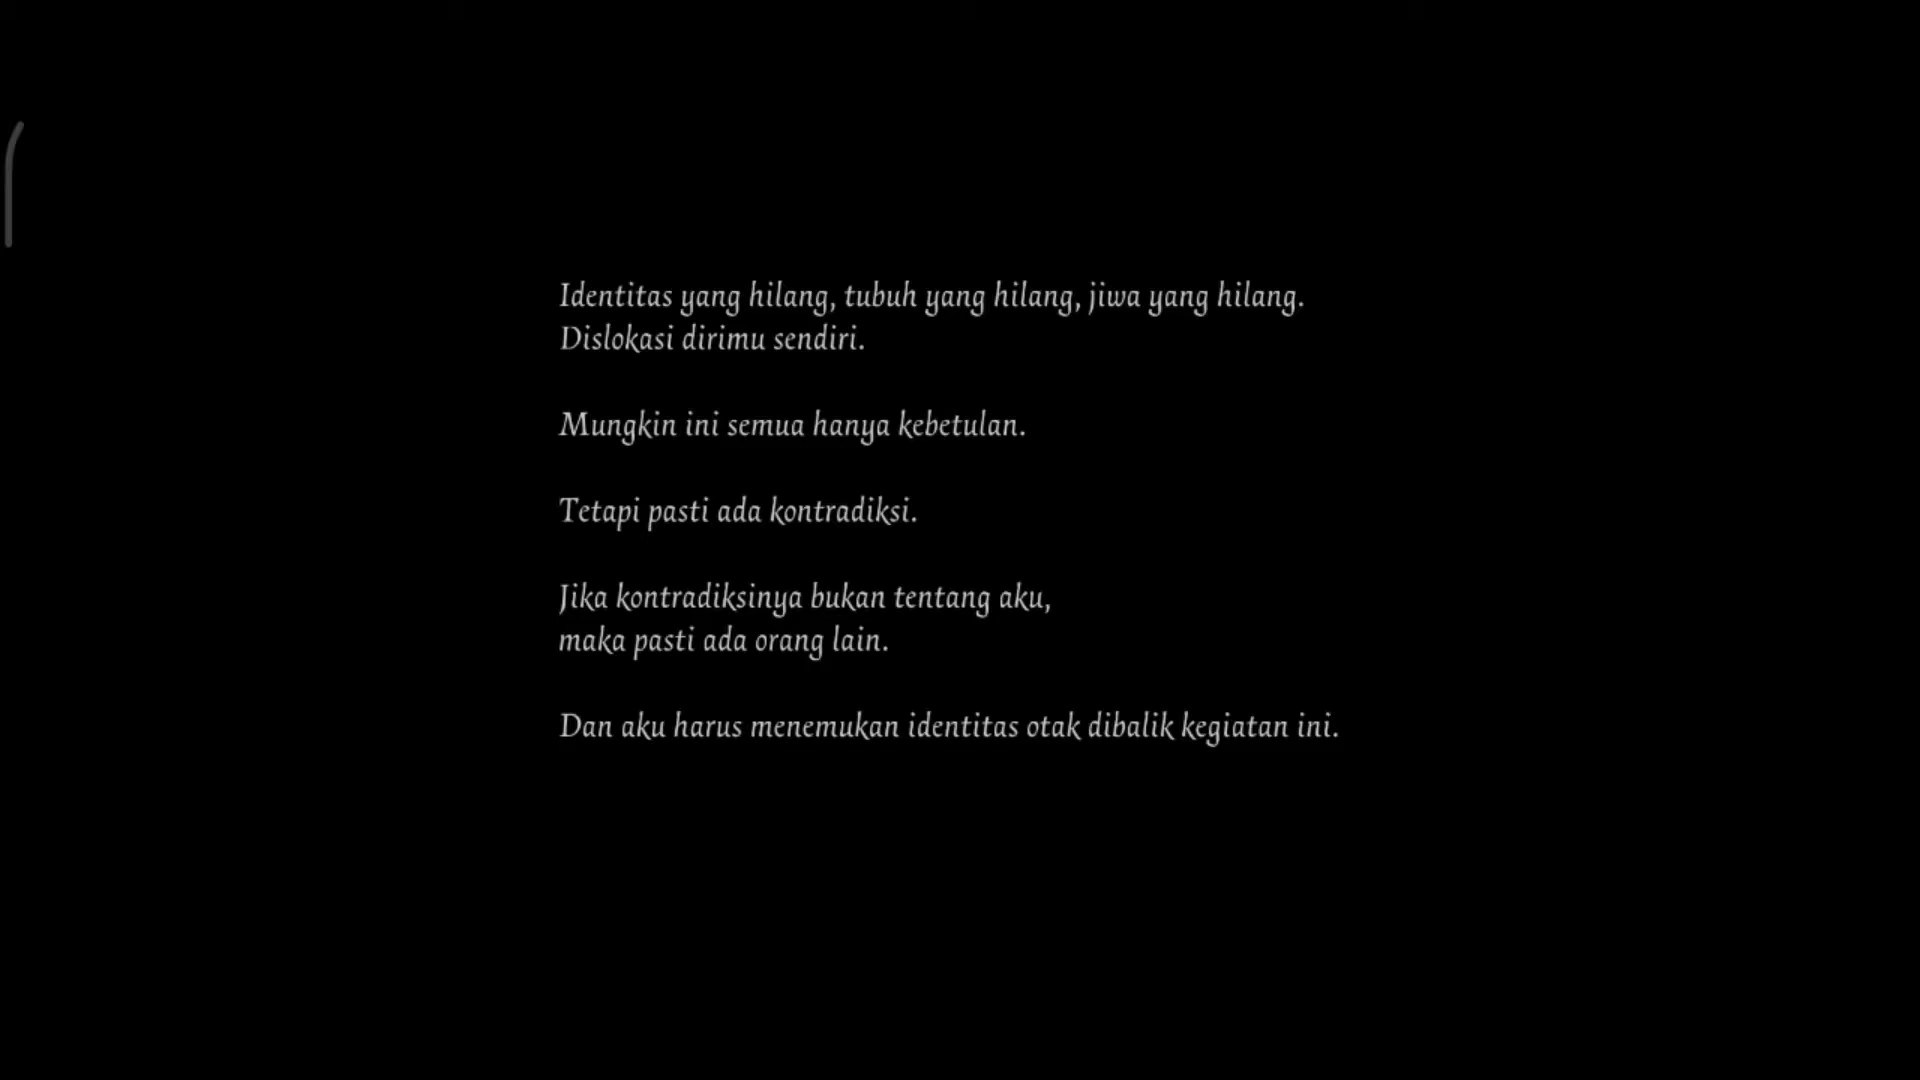 Identitas yang hilang, tubuh yang hilang, jiwa yang hilang.
Dislokasi dirimu sendiri.
Mungkin ini semua hanya kebetulan.
Tetapi pasti ada kontradiksi.
Jika kontradiksinya bukan tentang aku,
maka pasti ada orang lain.
Dan aku harus menemukan identitas otak dibalik kegiatan ini.